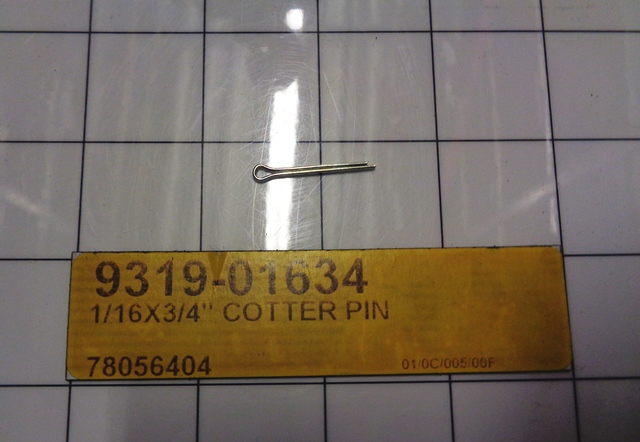 9319-01634
1/16X3/4" COTTER PIN
78056404
01/0C/005/00F